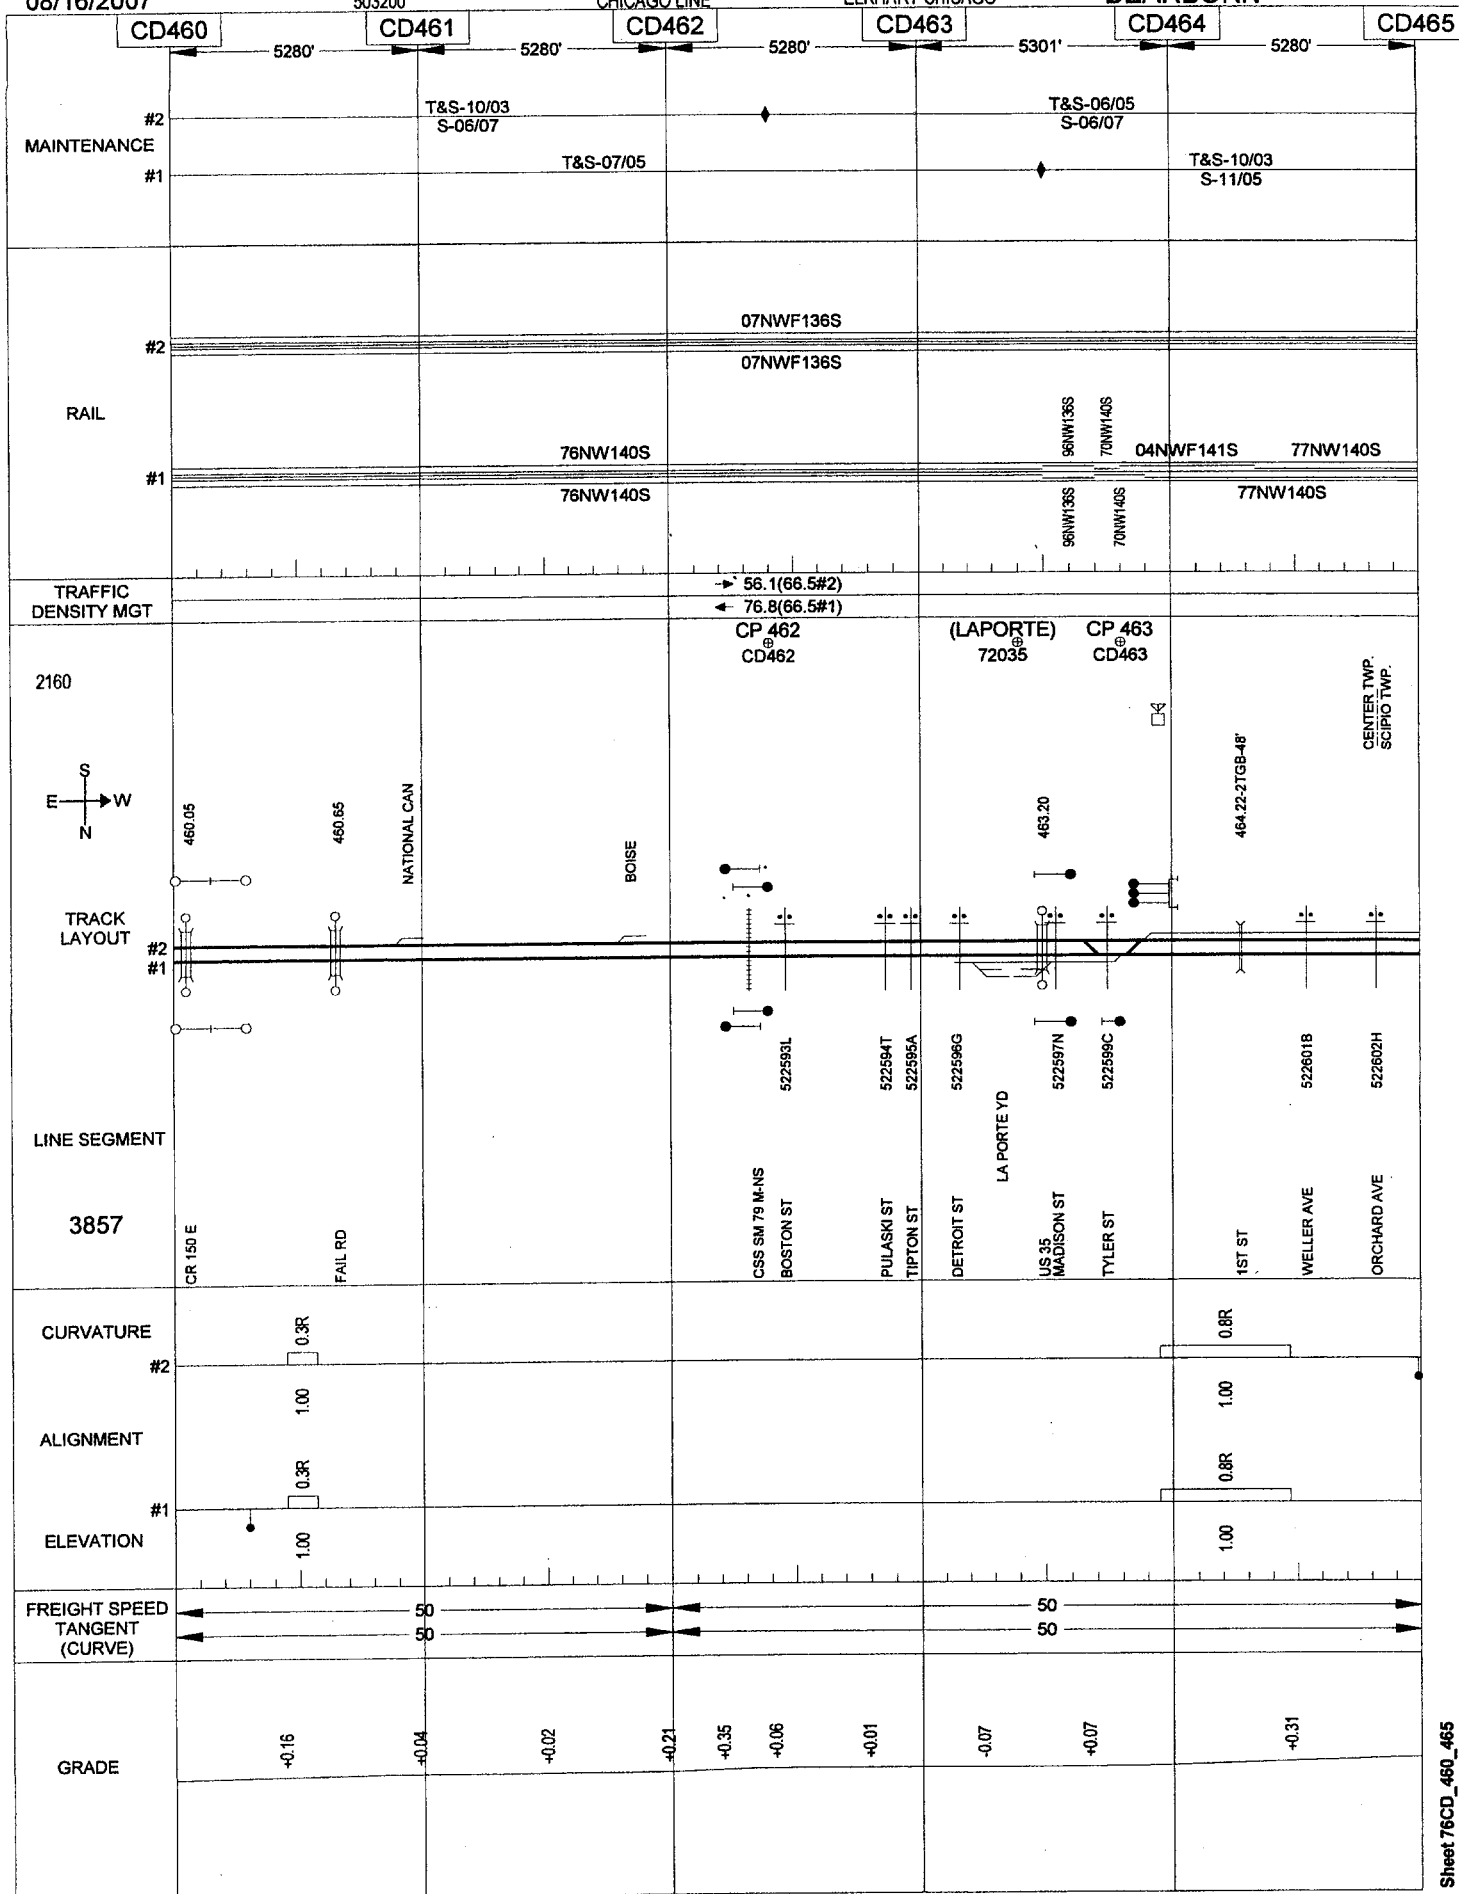 08/16/2007 503200 CHICAGO LINE ELKHART-CHICAGO DEARBORN
CD460 CD461 CD462 CD463 CD464 CD465
5280' 5280' 5280' 5301' 5280'
MAINTENANCE
#2
T&S-10/03
S-06/07
T&S-06/05
S-06/07
#1
T&S-07/05
T&S-10/03
S-11/05
RAIL
#2
07NWF136S
07NWF136S
#1
76NW140S
96NW136S
70NW140S
04NWF141S
77NW140S
76NW140S
96NW136S
70NW140S
77NW140S
TRAFFIC
DENSITY MGT
56.1(66.5#2)
76.8(66.5#1)
CP 462
CD462
(LAPORTE)
72035
CP 463
CD463
2160
S
E W
N
460.05
460.65
NATIONAL CAN
BOISE
463.20
464.22-2TGB-48'
CENTER TWP.
SCIPIO TWP.
TRACK
LAYOUT
#2
#1
522593L
522594T
522595A
522596G
LA PORTE YD
522597N
522599C
522601B
522602H
LINE SEGMENT
3857
CR 150 E
FAIL RD
CSS SM 79 M-NS
BOSTON ST
PULASKI ST
TIPTON ST
DETROIT ST
US 35
MADISON ST
TYLER ST
1ST ST
WELLER AVE
ORCHARD AVE
CURVATURE
#2
0.3R
0.8R
1.00
1.00
ALIGNMENT
#1
0.3R
0.8R
ELEVATION
1.00
1.00
FREIGHT SPEED
TANGENT
(CURVE)
50 50
50 50
GRADE
+0.16
+0.04
+0.02
+0.21
+0.35
+0.06
+0.01
-0.07
+0.07
+0.31
Sheet 76CD_460_465